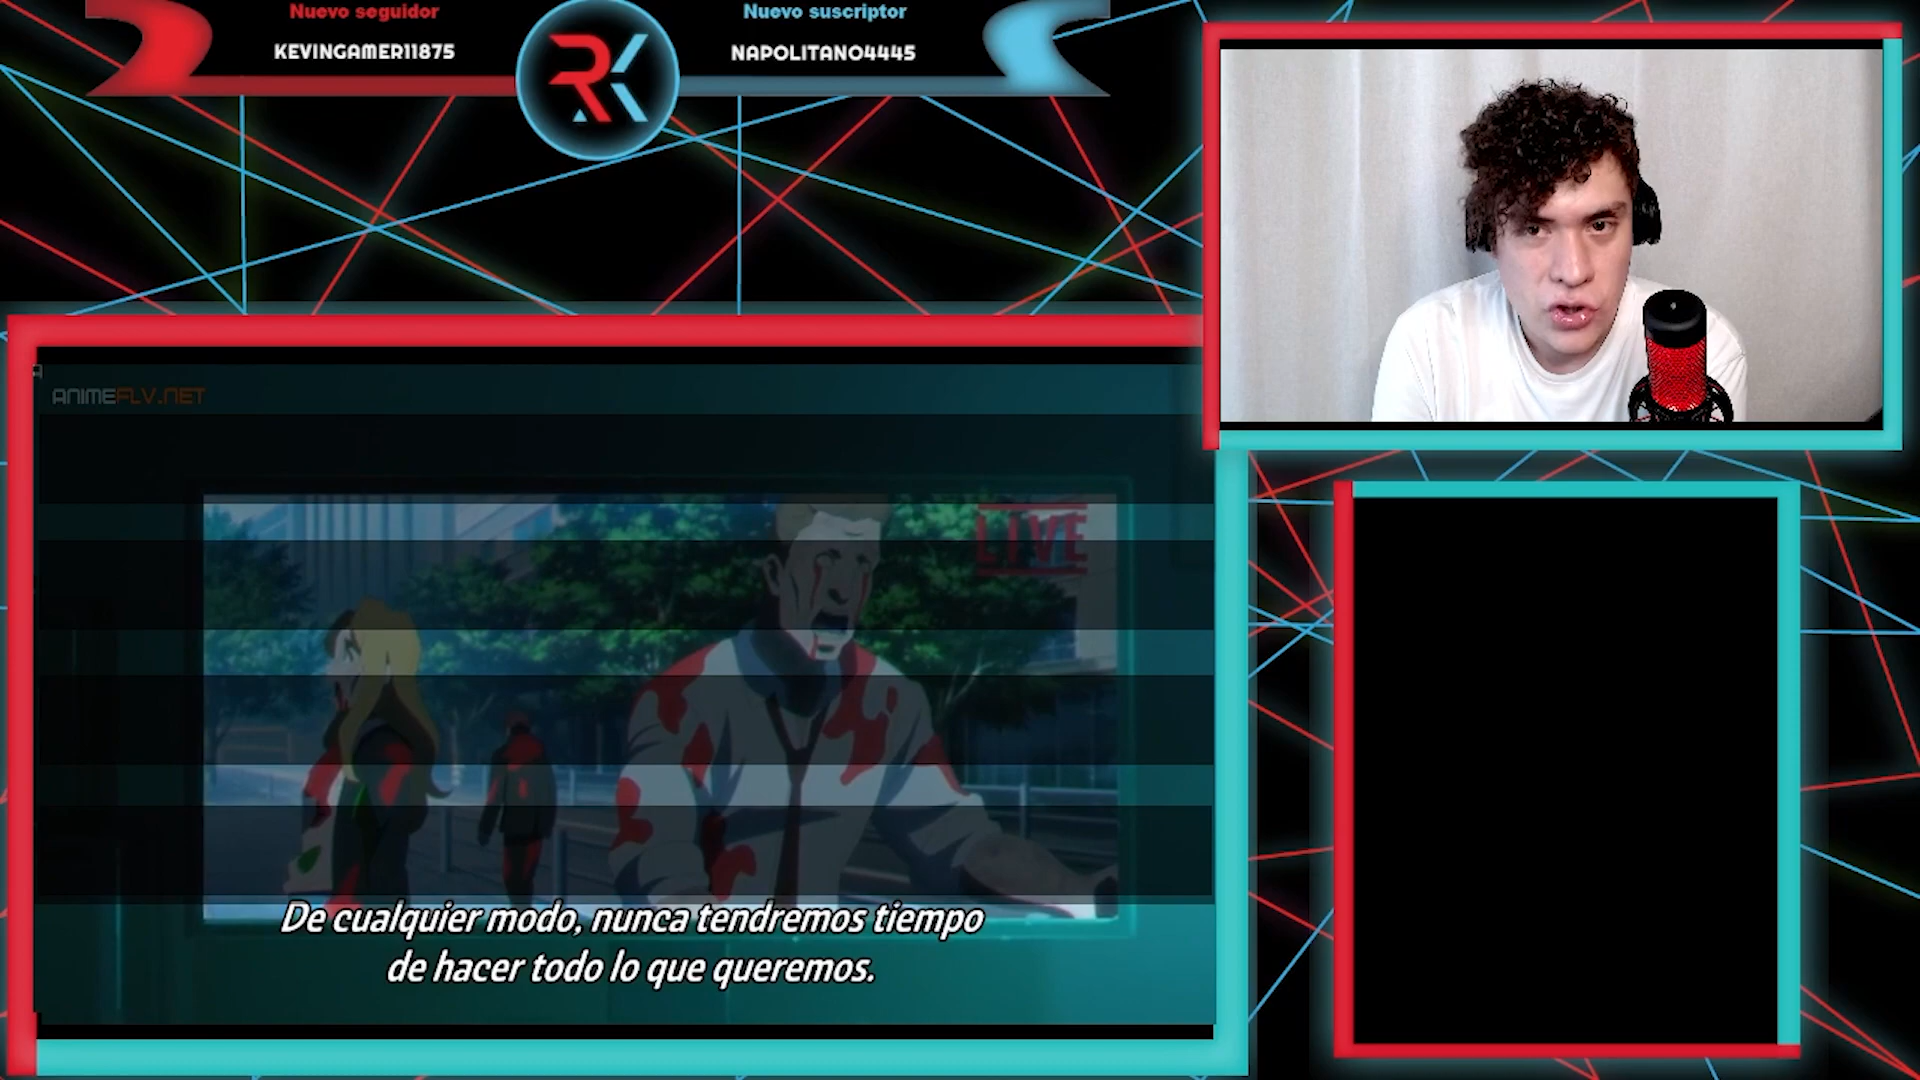 Nuevo seguidor
KEVINGAMER11875
RK
Nuevo suscriptor
NAPOLITANO4445
ANIMEFLV.NET
LIVE
De cualquier modo, nunca tendremos tiempo
de hacer todo lo que queremos.